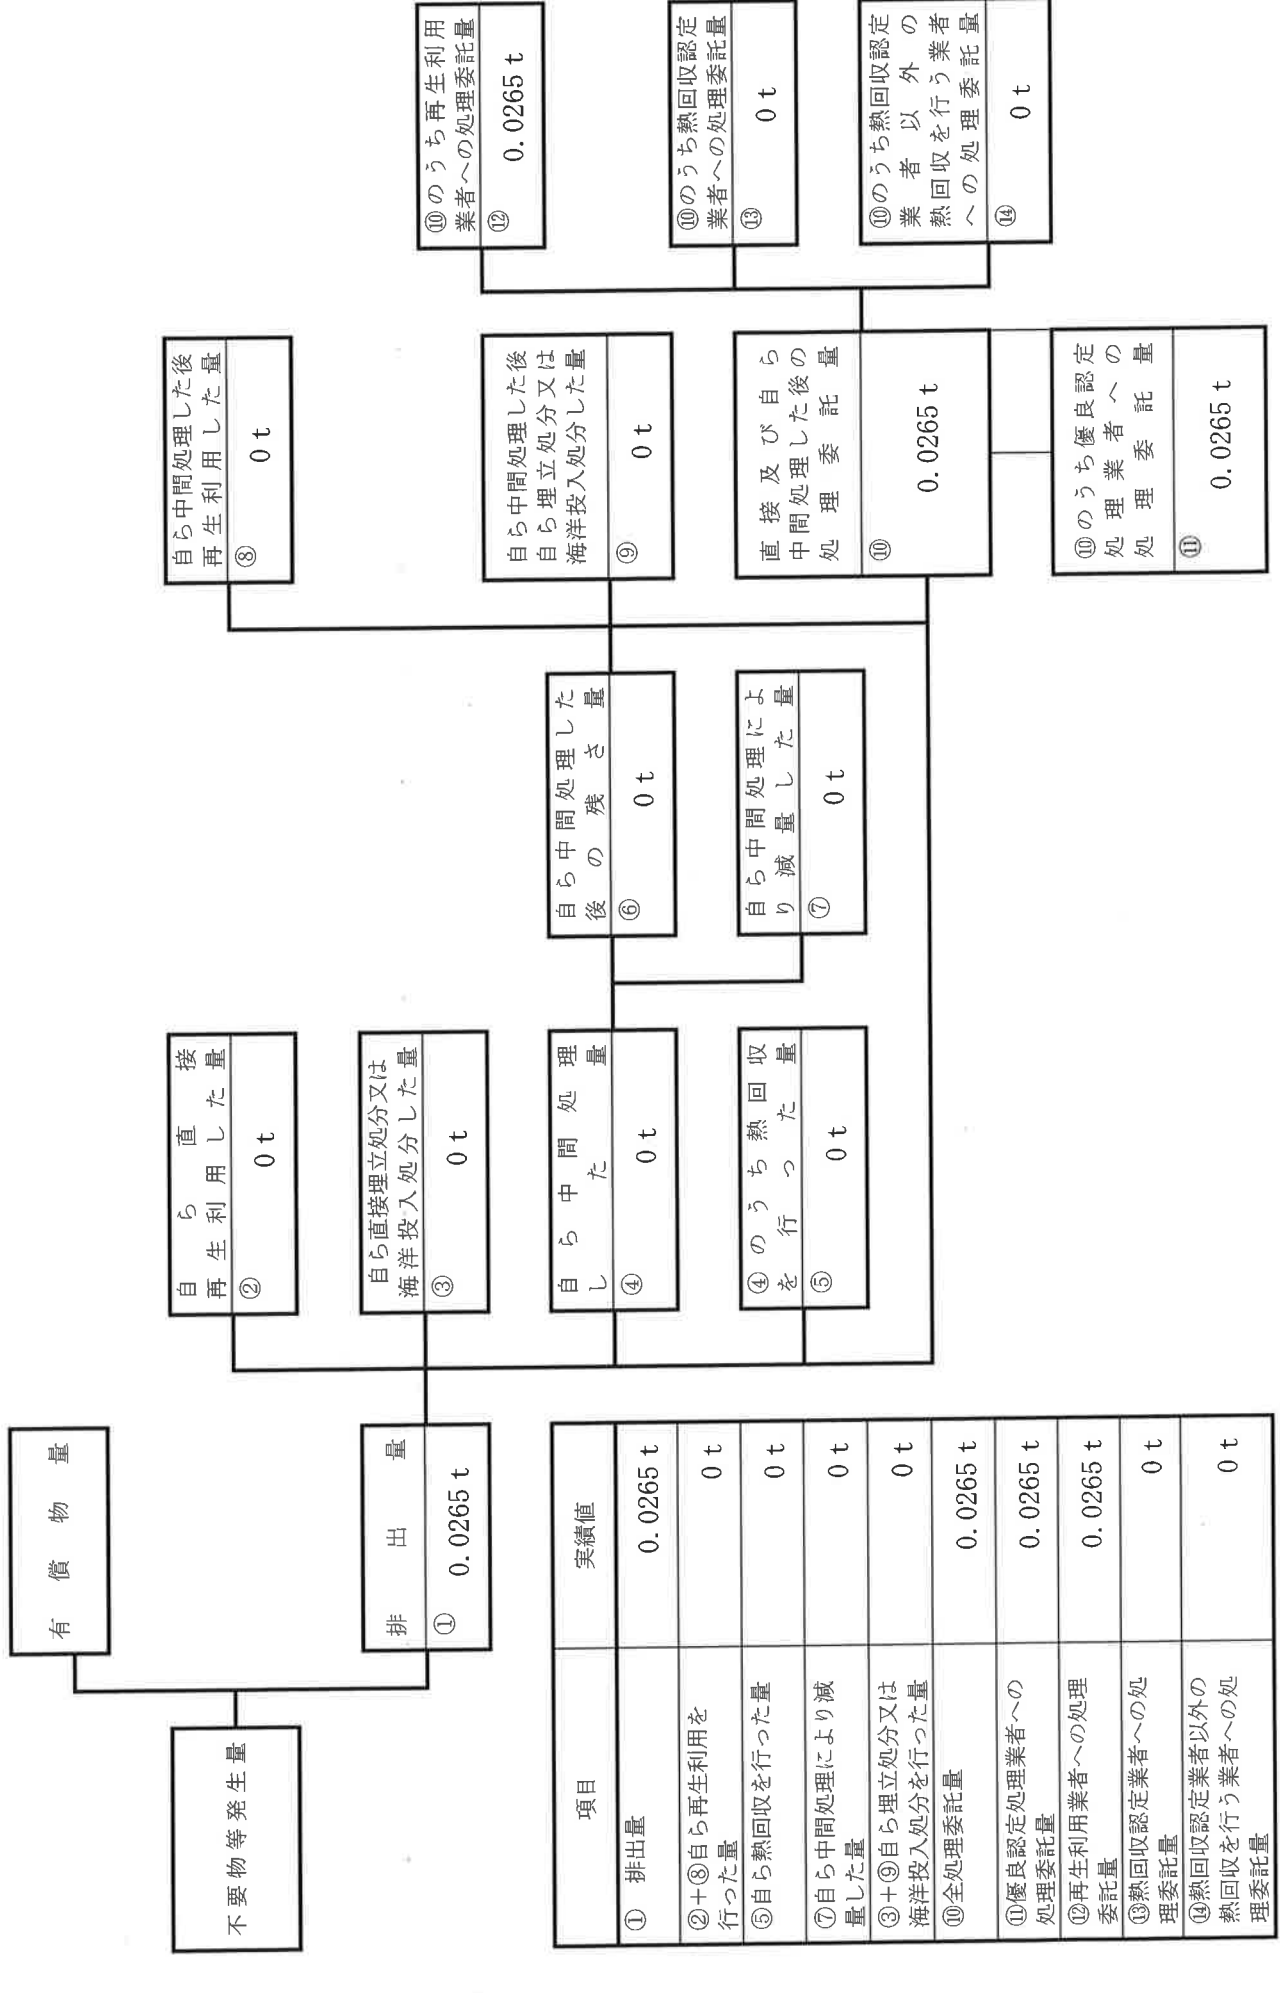 有償物量
不要物等発生量
排出量
① 0.0265 t
自ら直接
再生利用した量
② 0 t
自ら直接埋立処分又は
海洋投入処分した量
③ 0 t
自ら中間処理
した量
④ 0 t
④のうち熱回収
を行った量
⑤ 0 t
自ら中間処理した
後の残さ量
⑥ 0 t
自ら中間処理によ
り減量した量
⑦ 0 t
自ら中間処理した後
再生利用した量
⑧ 0 t
自ら中間処理した後
自ら埋立処分又は
海洋投入処分した量
⑨ 0 t
直接及び自ら
中間処理した後の
処理委託量
⑩ 0.0265 t
⑩のうち優良認定
処理業者への
処理委託量
⑪ 0.0265 t
⑩のうち再生利用
業者への処理委託量
⑫ 0.0265 t
⑩のうち熱回収認定
業者への処理委託量
⑬ 0 t
⑩のうち熱回収認定
業者以外の
熱回収を行う業者
への処理委託量
⑭ 0 t
項目 実績値
① 排出量 0.0265 t
②+⑧自ら再生利用を
行った量 0 t
⑤自ら熱回収を行った量 0 t
⑦自ら中間処理により減
量した量 0 t
③+⑨自ら埋立処分又は
海洋投入処分を行った量 0 t
⑩全処理委託量 0.0265 t
⑪優良認定処理業者への
処理委託量 0.0265 t
⑫再生利用業者への処理
委託量 0.0265 t
⑬熱回収認定業者への処
理委託量 0 t
⑭熱回収認定業者以外の
熱回収を行う業者への処
理委託量 0 t